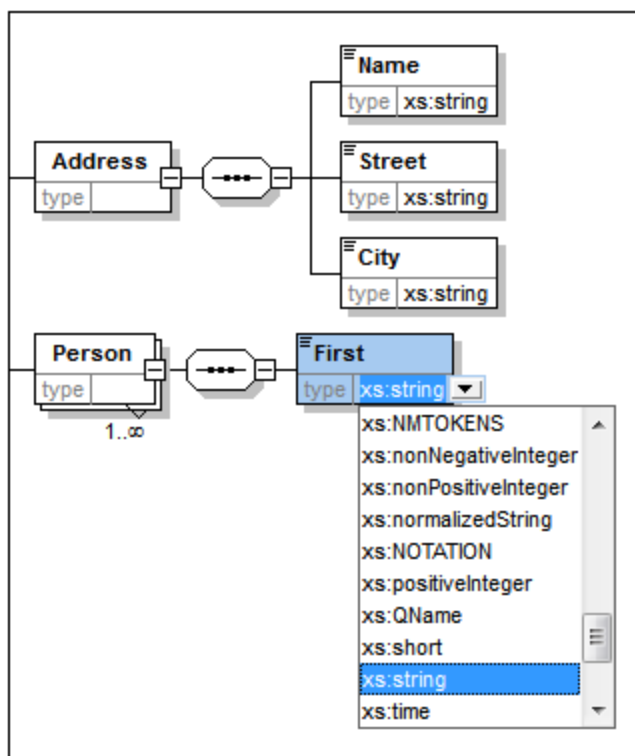 Name
type xs:string
Address
type
Street
type xs:string
City
type xs:string
Person
type
1..∞
First
type xs:string
xs:NMTOKENS
xs:nonNegativeInteger
xs:nonPositiveInteger
xs:normalizedString
xs:NOTATION
xs:positiveInteger
xs:QName
xs:short
xs:string
xs:time